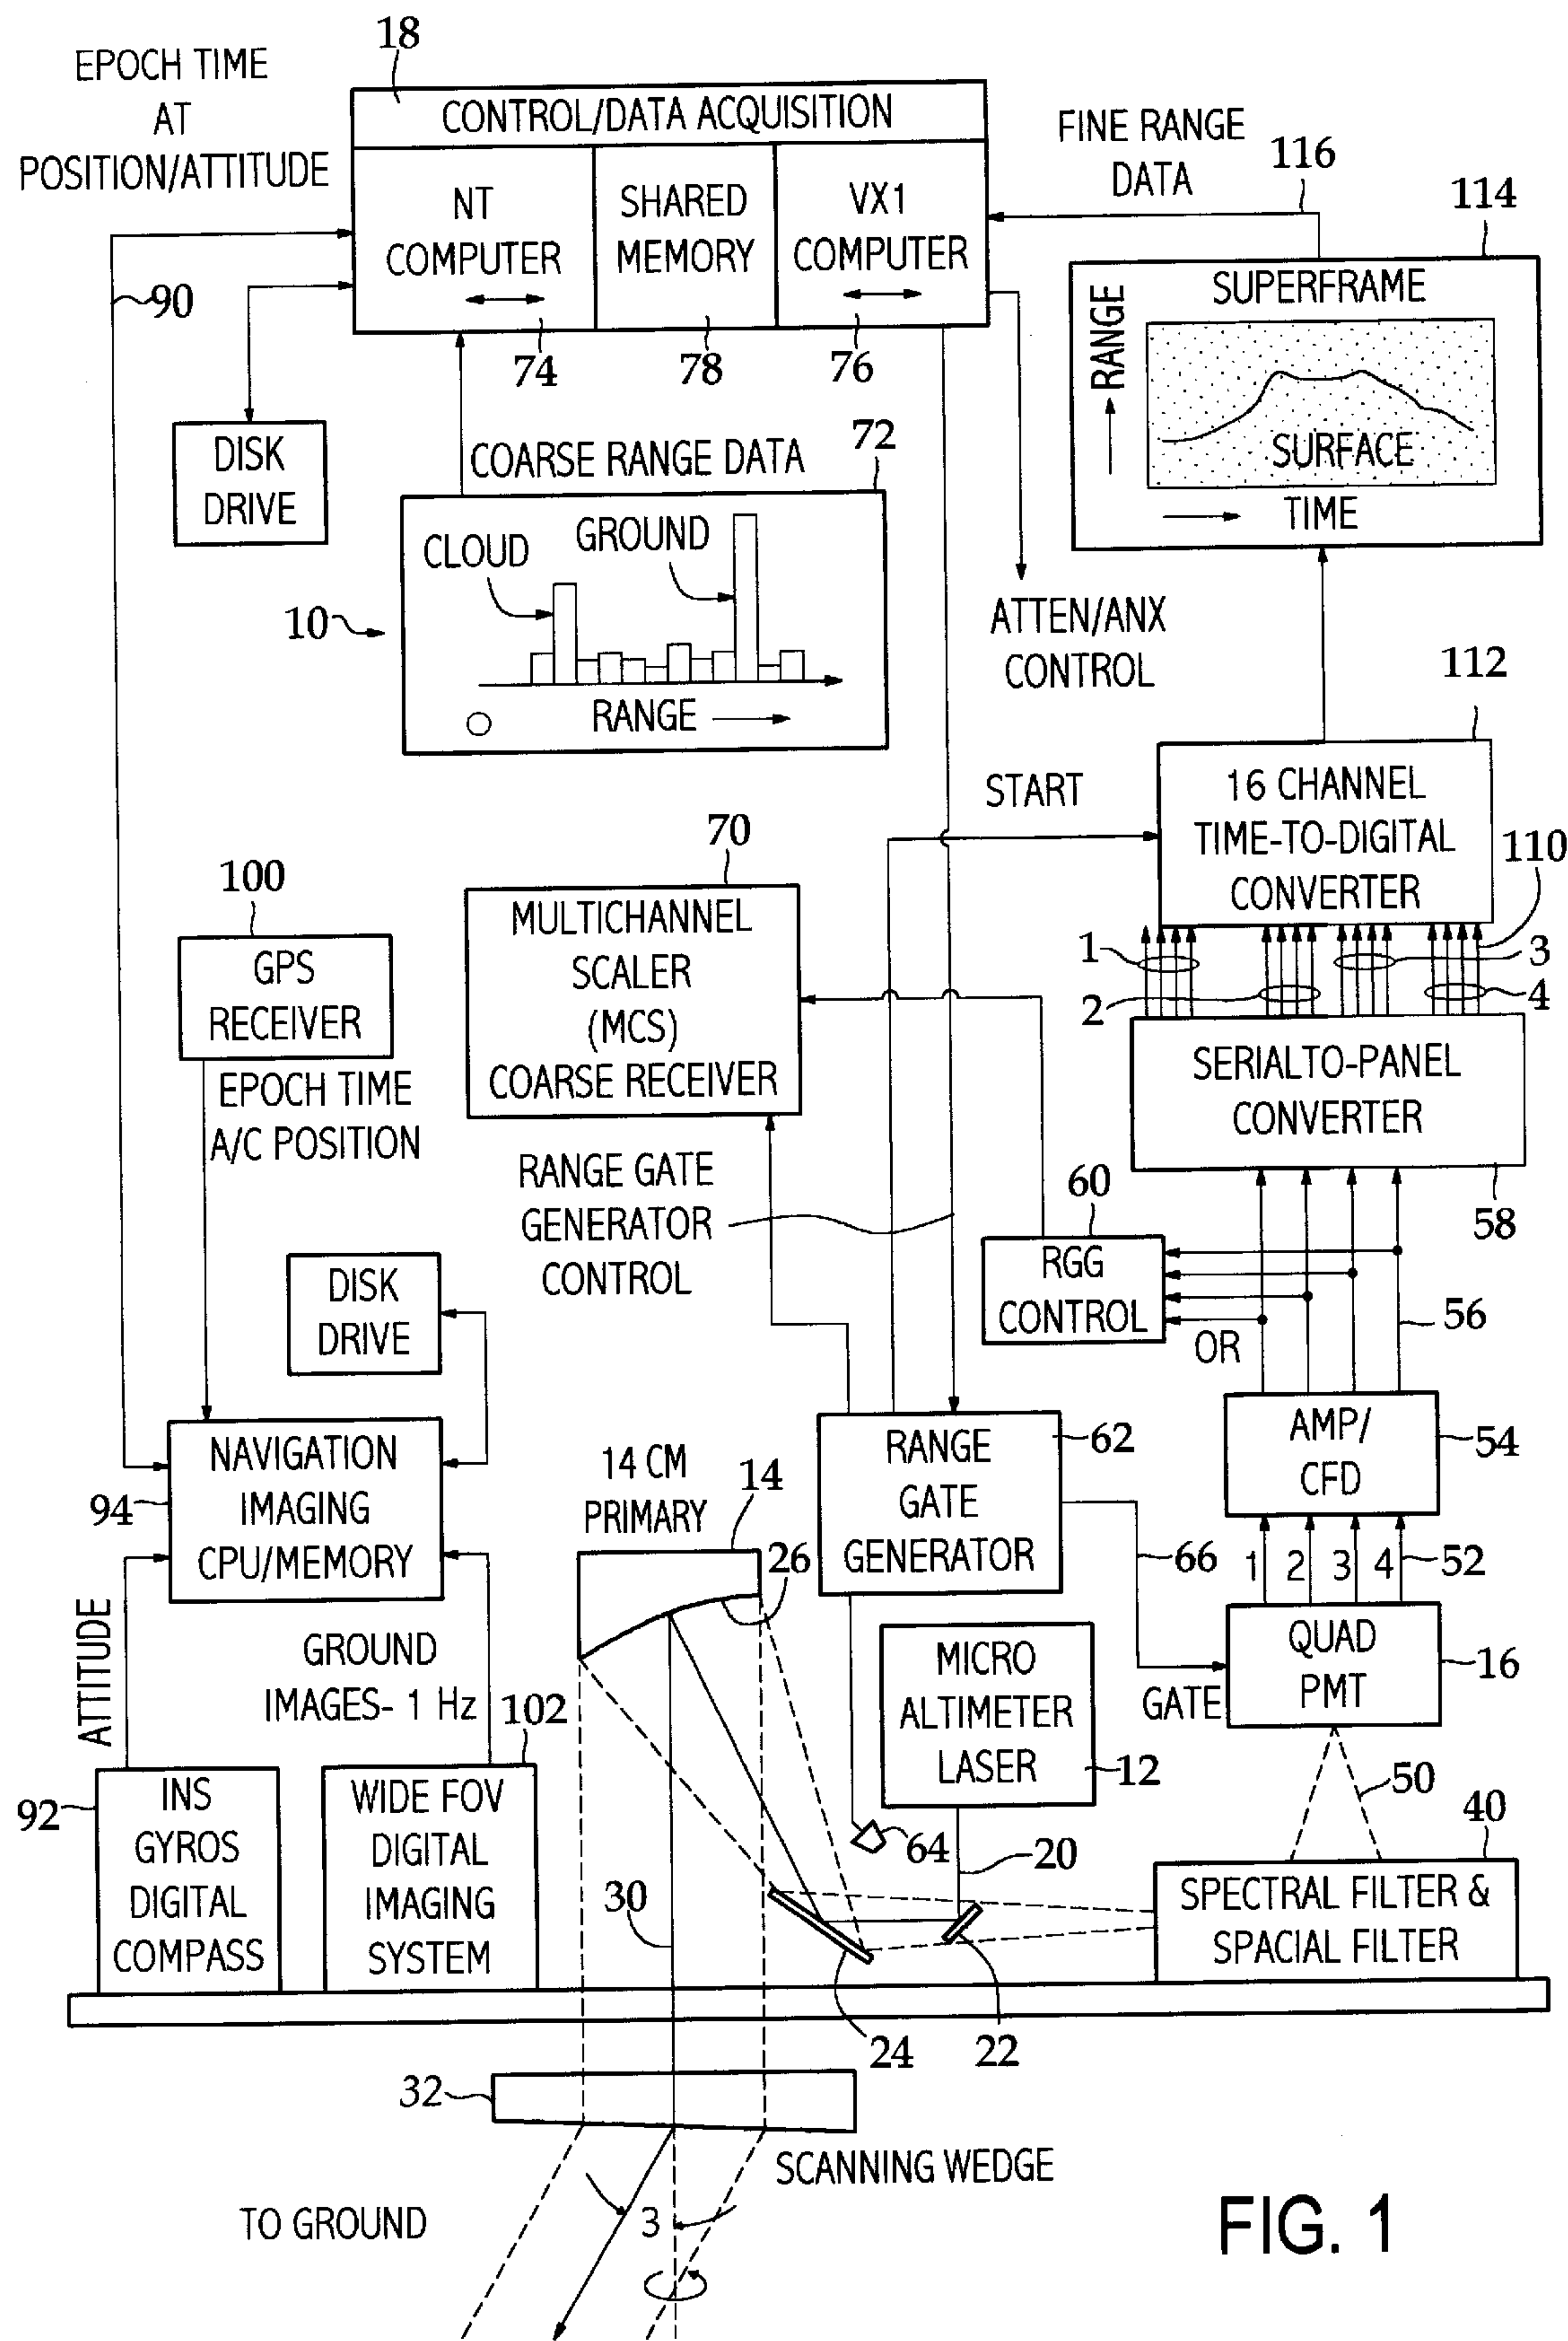 18
EPOCH TIME
AT
POSITION/ATTITUDE
CONTROL/DATA ACQUISITION
NT
COMPUTER
SHARED
MEMORY
VX1
COMPUTER
74
78
76
FINE RANGE
DATA
116
114
SUPERFRAME
RANGE
SURFACE
TIME
90
DISK
DRIVE
COARSE RANGE DATA
72
CLOUD
GROUND
RANGE
10
ATTEN/ANX
CONTROL
112
START
16 CHANNEL
TIME-TO-DIGITAL
CONVERTER
110
1
2
3
4
70
MULTICHANNEL
SCALER
(MCS)
COARSE RECEIVER
100
GPS
RECEIVER
EPOCH TIME
A/C POSITION
SERIALTO-PANEL
CONVERTER
58
RANGE GATE
GENERATOR
CONTROL
60
RGG
CONTROL
OR
56
DISK
DRIVE
AMP/
CFD
54
1
2
3
4
52
NAVIGATION
IMAGING
CPU/MEMORY
94
14 CM
PRIMARY
14
26
RANGE
GATE
GENERATOR
62
66
QUAD
PMT
16
GATE
ATTITUDE
GROUND
IMAGES- 1 Hz
102
MICRO
ALTIMETER
LASER
12
50
40
92
INS
GYROS
DIGITAL
COMPASS
WIDE FOV
DIGITAL
IMAGING
SYSTEM
30
64
20
SPECTRAL FILTER &
SPACIAL FILTER
24
22
32
SCANNING WEDGE
TO GROUND
3
FIG. 1